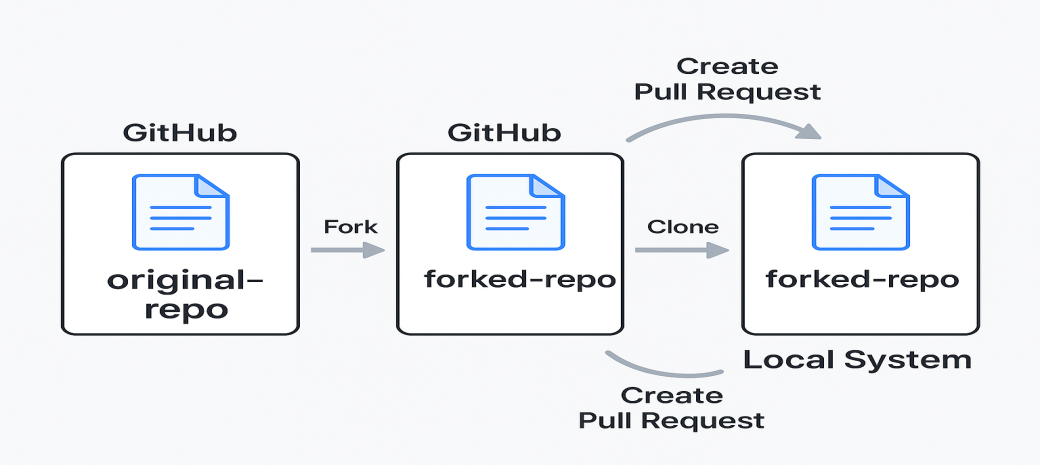 Create
Pull Request
GitHub
GitHub
original-
repo
Fork
forked-repo
Clone
forked-repo
Local System
Create
Pull Request